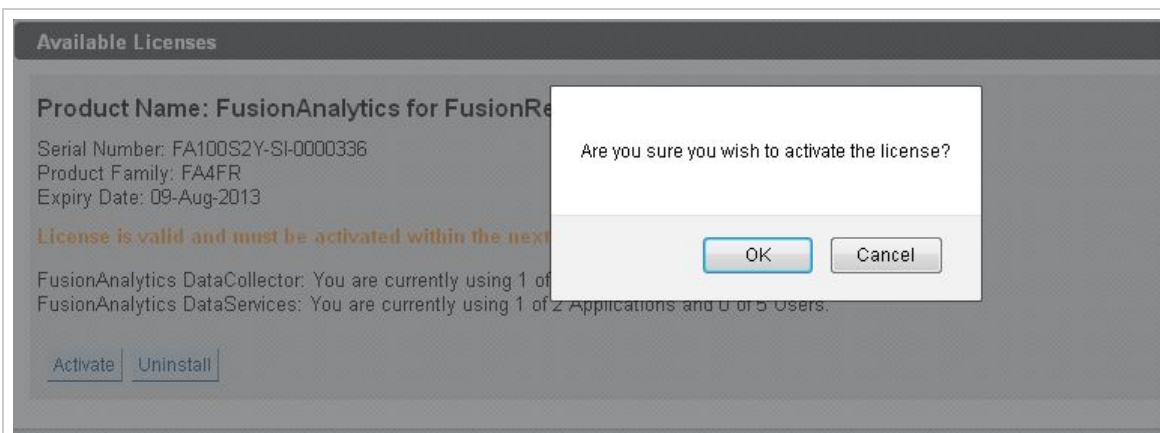 Available Licenses
Product Name: FusionAnalytics for FusionRe
Serial Number: FA100S2Y-SI-0000336
Product Family: FA4FR
Expiry Date: 09-Aug-2013
License is valid and must be activated within the next
FusionAnalytics DataCollector: You are currently using 1 of
FusionAnalytics DataServices: You are currently using 1 of 2 Applications and 0 of 5 Users.
Activate Uninstall
Are you sure you wish to activate the license?
OK Cancel